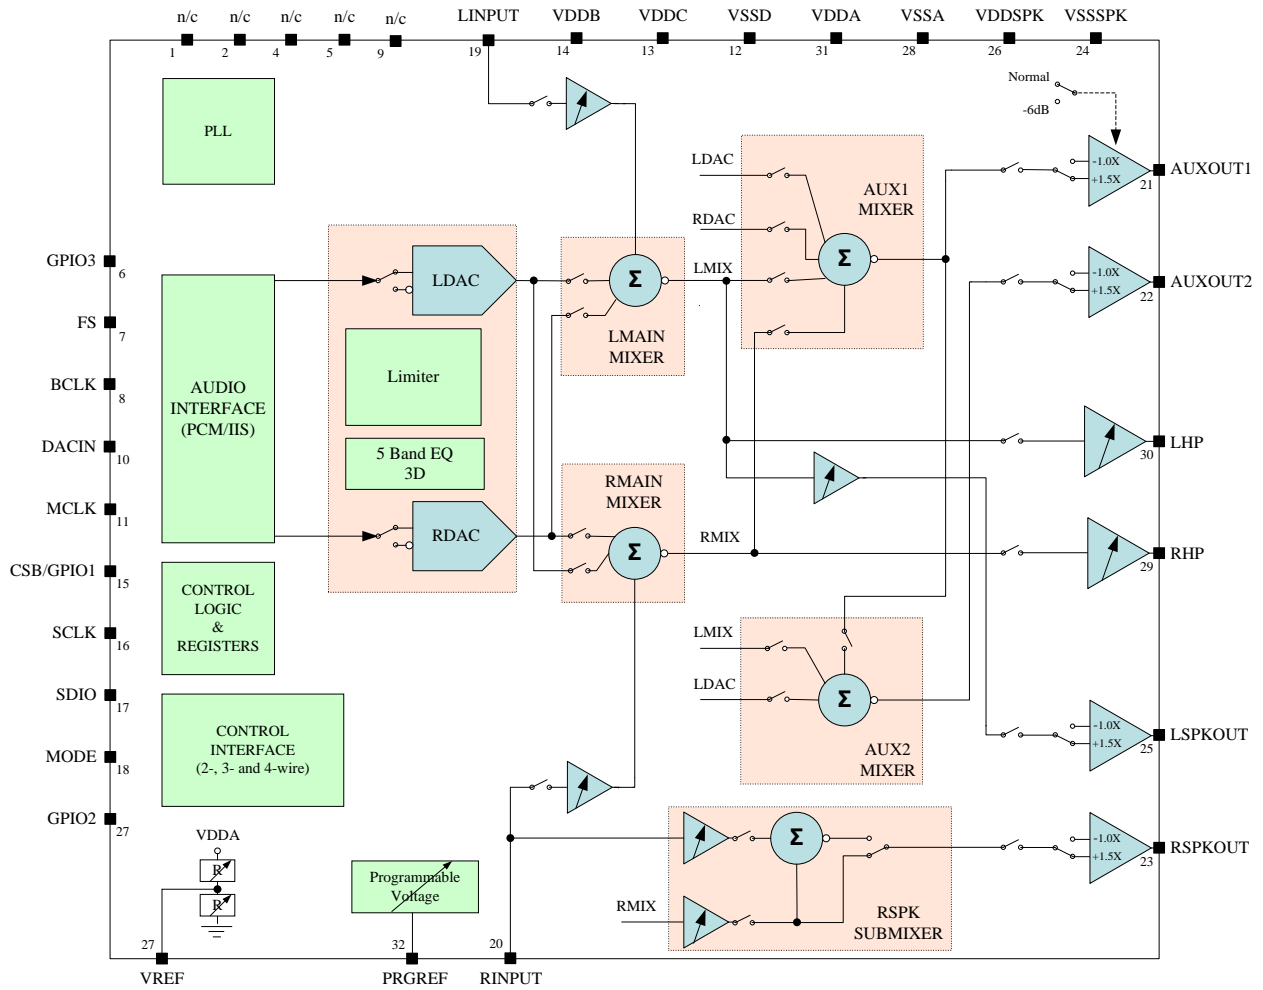 n/c n/c n/c n/c n/c LINPUT VDDB VDDC VSSD VDDA VSSA VDDSPK VSSSPK
1 2 4 5 9 19 14 13 12 31 28 26 24
Normal
-6dB
PLL
GPIO3
6
FS
7
BCLK
8
DACIN
10
MCLK
11
CSB/GPIO1
15
SCLK
16
SDIO
17
MODE
18
GPIO2
27
AUDIO
INTERFACE
(PCM/IIS)
CONTROL
LOGIC
&
REGISTERS
CONTROL
INTERFACE
(2-, 3- and 4-wire)
LDAC
Limiter
5 Band EQ
3D
RDAC
Σ
LMAIN
MIXER
RMAIN
MIXER
Σ
LDAC
RDAC
LMIX
AUX1
MIXER
Σ
RMIX
LMIX
LDAC
Σ
AUX2
MIXER
Σ
RMIX
RSPK
SUBMIXER
-1.0X
+1.5X
21
AUXOUT1
-1.0X
+1.5X
22
AUXOUT2
30
LHP
29
RHP
-1.0X
+1.5X
25
LSPKOUT
-1.0X
+1.5X
23
RSPKOUT
VDDA
R
R
Programmable
Voltage
27 32 20
VREF PRGREF RINPUT